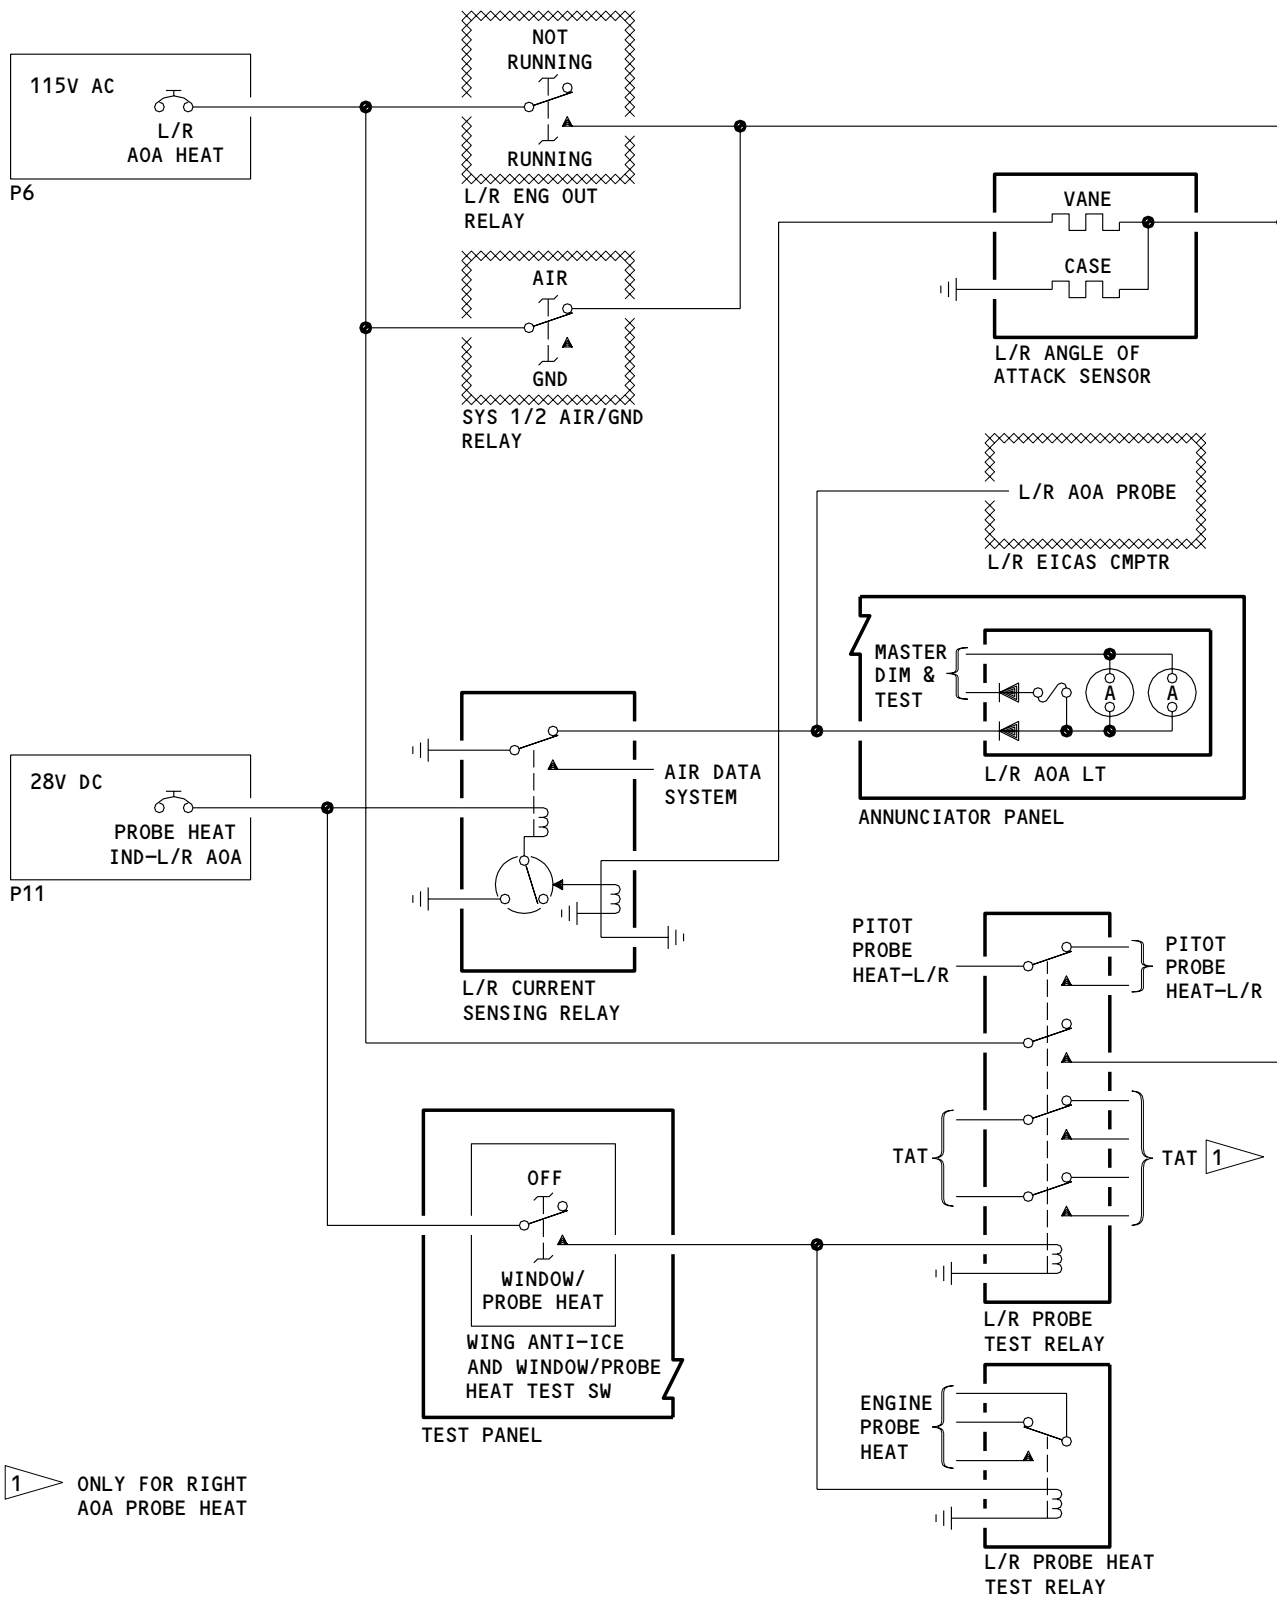 NOT
RUNNING
RUNNING
L/R ENG OUT
RELAY
115V AC
L/R
AOA HEAT
P6
AIR
GND
SYS 1/2 AIR/GND
RELAY
VANE
CASE
L/R ANGLE OF
ATTACK SENSOR
L/R AOA PROBE
L/R EICAS CMPTR
MASTER
DIM &
TEST
A
A
L/R AOA LT
ANNUNCIATOR PANEL
AIR DATA
SYSTEM
L/R CURRENT
SENSING RELAY
28V DC
PROBE HEAT
IND-L/R AOA
P11
PITOT
PROBE
HEAT-L/R
PITOT
PROBE
HEAT-L/R
TAT
TAT
1
L/R PROBE
TEST RELAY
OFF
WINDOW/
PROBE HEAT
WING ANTI-ICE
AND WINDOW/PROBE
HEAT TEST SW
TEST PANEL
ENGINE
PROBE
HEAT
L/R PROBE HEAT
TEST RELAY
1
ONLY FOR RIGHT
AOA PROBE HEAT